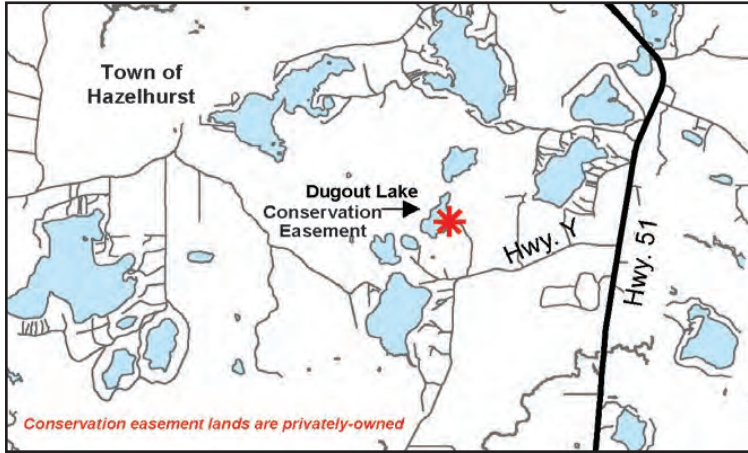 Town of
Hazelhurst
Dugout Lake
Conservation
Easement
Hwy. Y
Hwy. 51
Conservation easement lands are privately-owned